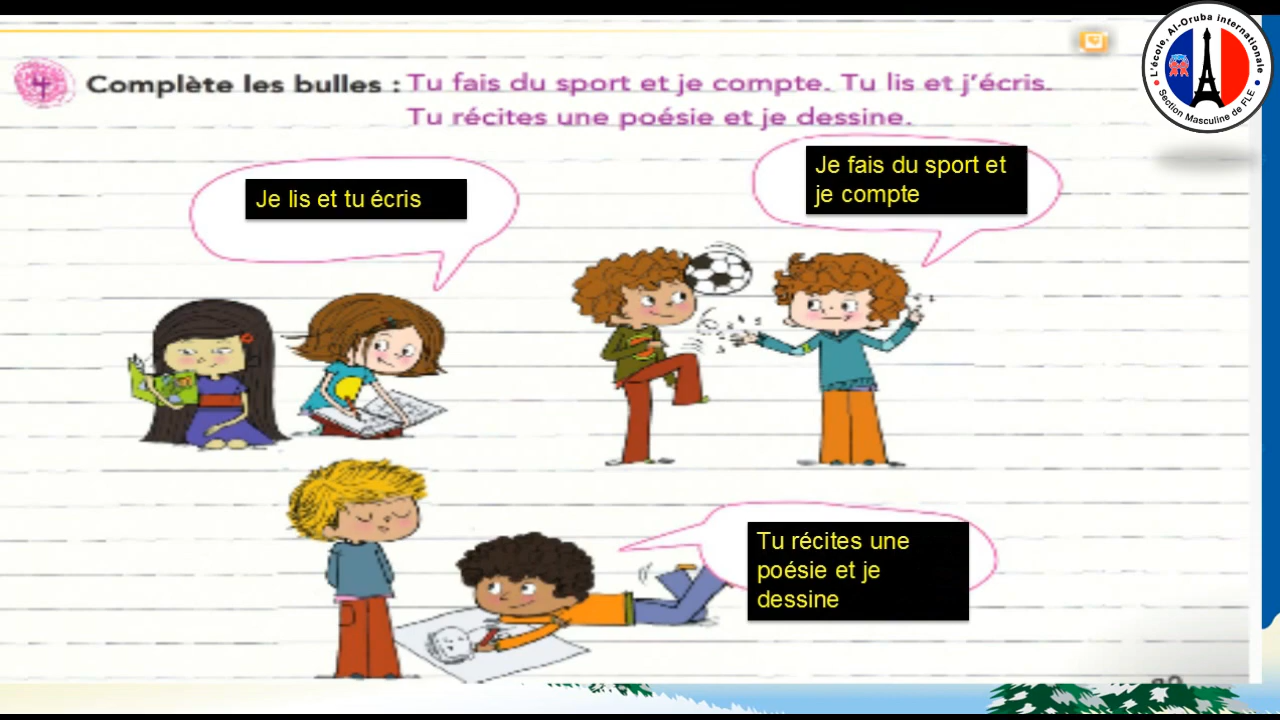 4 Complète les bulles : Tu fais du sport et je compte. Tu lis et j'écris.
Tu récites une poésie et je dessine.
L'école. Al-Oruba internationale
Section Masculine de FLE
Je lis et tu écris
Je fais du sport et
je compte
Tu récites une
poésie et je
dessine